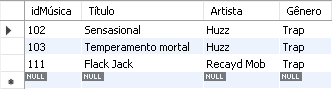 idMúsica Título Artista Gênero
102 Sensasional Huzz Trap
103 Temperamento mortal Huzz Trap
111 Flack Jack Recayd Mob Trap
NULL NULL NULL NULL